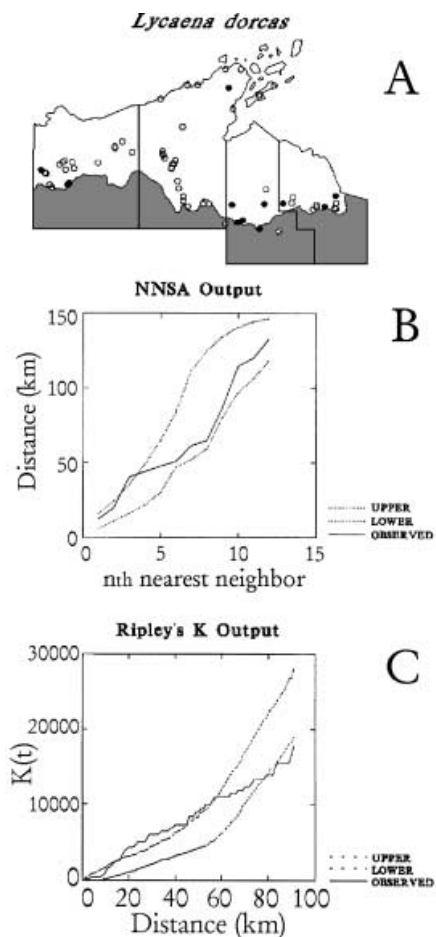 Lycaena dorcas
A
NNSA Output
B
150
100
50
0
Distance (km)
0 5 10 15
nth nearest neighbor
UPPER
LOWER
OBSERVED
Ripley's K Output
C
30000
20000
10000
0
K(t)
0 20 40 60 80 100
Distance (km)
UPPER
LOWER
OBSERVED